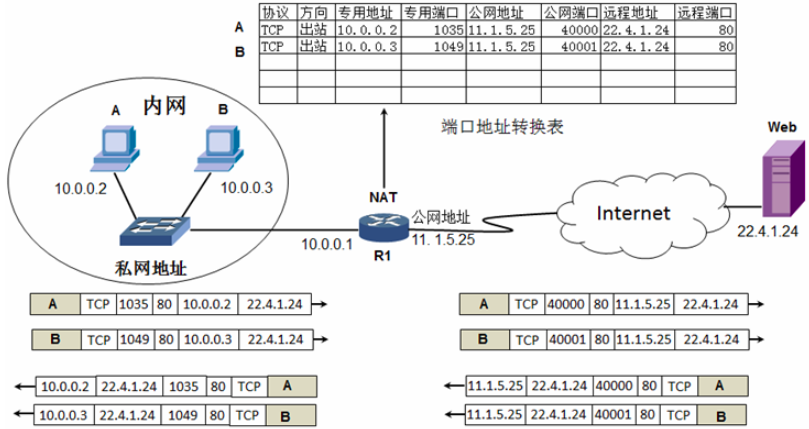 协议 方向 专用地址 专用端口 公网地址 公网端口 远程地址 远程端口
A TCP 出站 10.0.0.2 1035 11.1.5.25 40000 22.4.1.24 80
B TCP 出站 10.0.0.3 1049 11.1.5.25 40001 22.4.1.24 80
端口地址转换表
内网
A B
10.0.0.2 10.0.0.3
私网地址
10.0.0.1
NAT
R1
公网地址
11. 1.5.25
Internet
Web
22.4.1.24
A TCP 1035 80 10.0.0.2 22.4.1.24
B TCP 1049 80 10.0.0.3 22.4.1.24
A TCP 40000 80 11.1.5.25 22.4.1.24
B TCP 40001 80 11.1.5.25 22.4.1.24
10.0.0.2 22.4.1.24 1035 80 TCP A
10.0.0.3 22.4.1.24 1049 80 TCP B
11.1.5.25 22.4.1.24 40000 80 TCP A
11.1.5.25 22.4.1.24 40001 80 TCP B